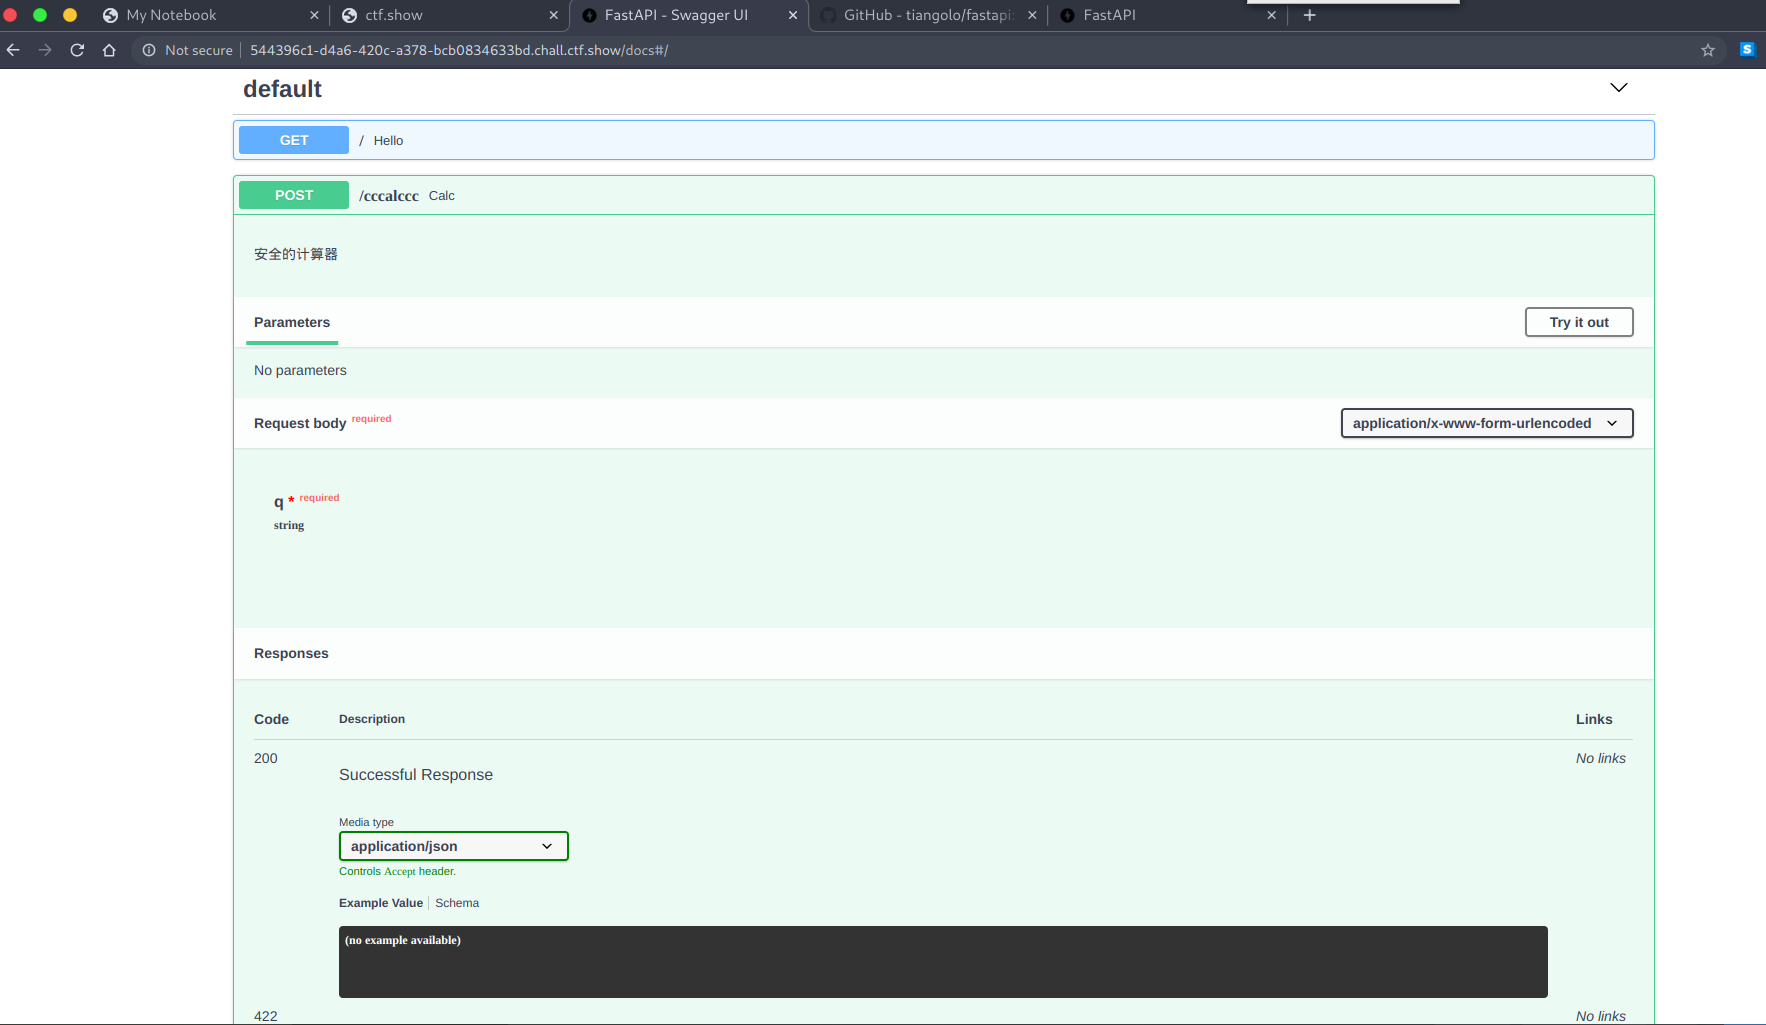 My Notebook
ctf.show
FastAPI - Swagger UI
GitHub - tiangolo/fastapi:
FastAPI
Not secure
544396c1-d4a6-420c-a378-bcb0834633bd.chall.ctf.show/docs#/
S
default
GET / Hello
POST /cccalccc Calc
安全的计算器
Parameters
Try it out
No parameters
Request body required
application/x-www-form-urlencoded
q * required
string
Responses
Code Description Links
200 No links
Successful Response
Media type
application/json
Controls Accept header.
Example Value Schema
(no example available)
422 No links